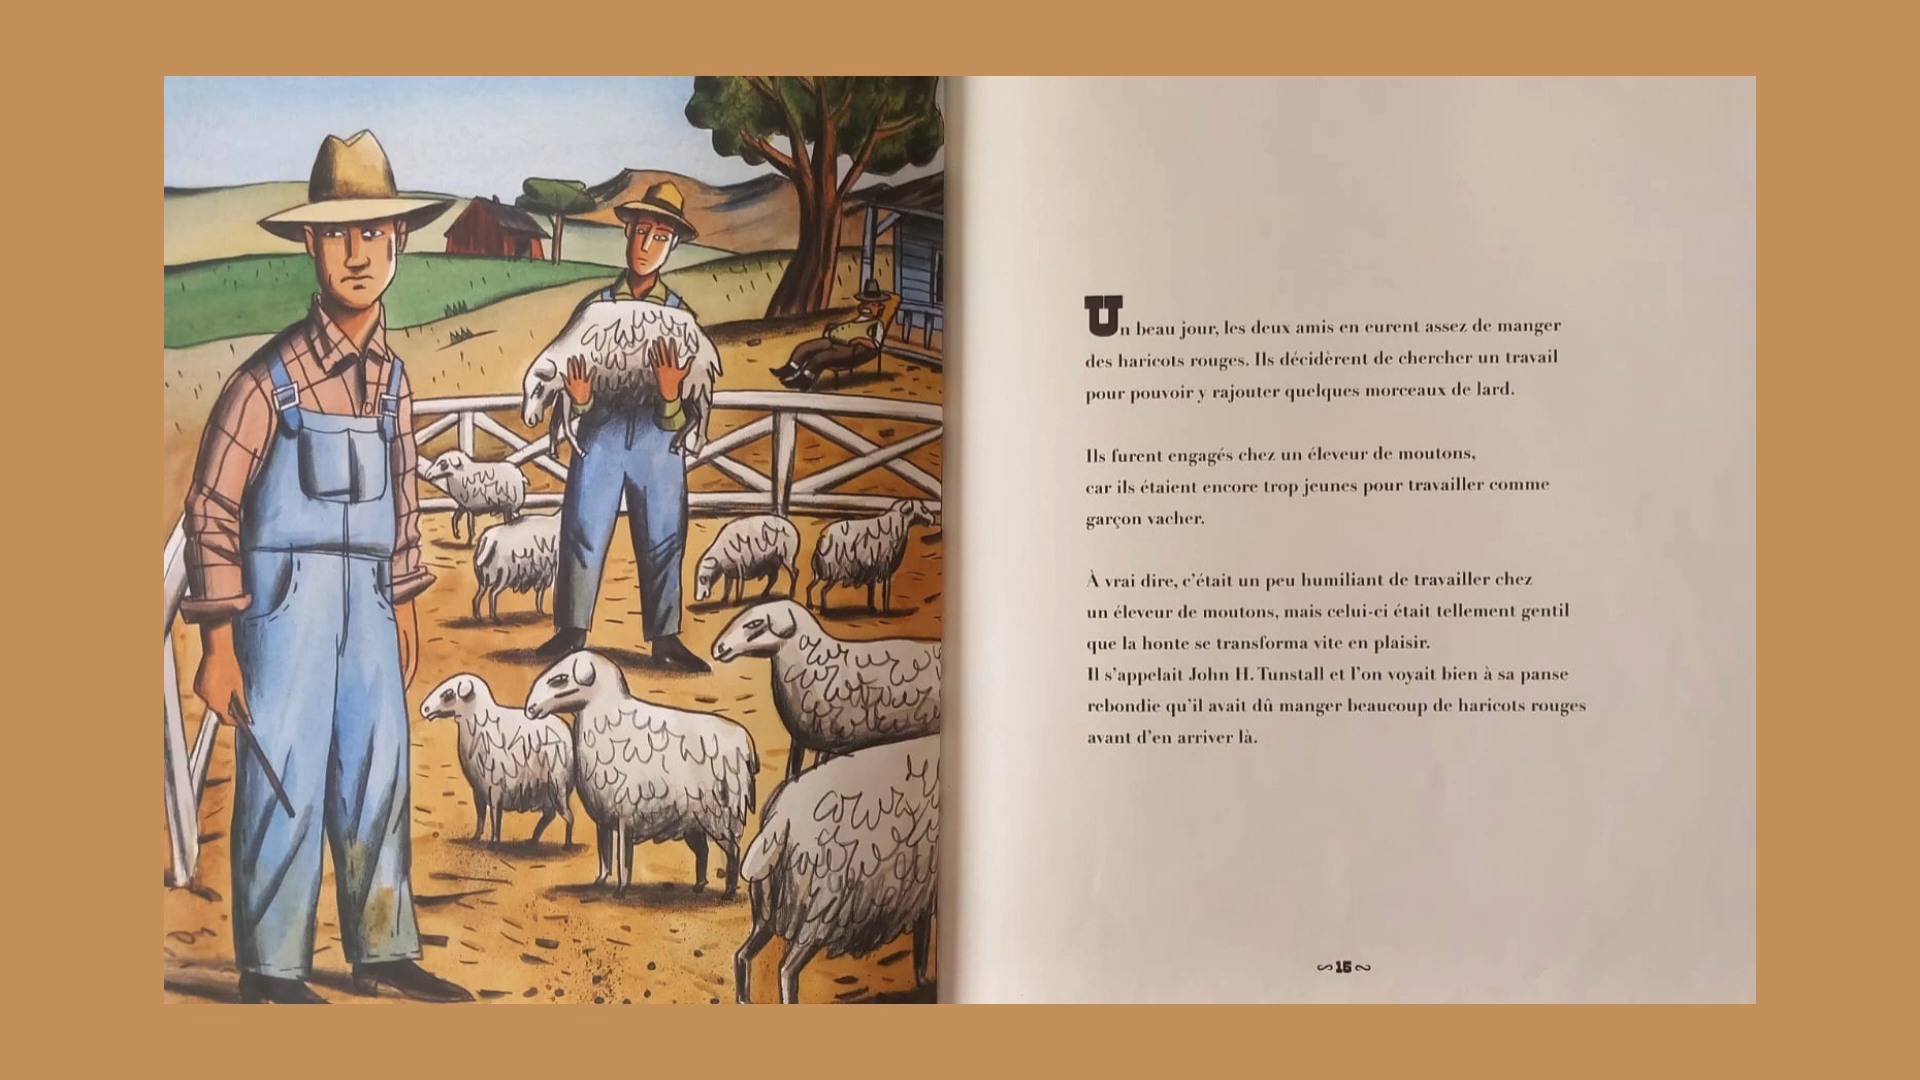 Un beau jour, les deux amis en eurent assez de manger
des haricots rouges. Ils décidèrent de chercher un travail
pour pouvoir y rajouter quelques morceaux de lard.
Ils furent engagés chez un éleveur de moutons,
car ils étaient encore trop jeunes pour travailler comme
garçon vacher.
À vrai dire, c'était un peu humiliant de travailler chez
un éleveur de moutons, mais celui-ci était tellement gentil
que la honte se transforma vite en plaisir.
Il s'appelait John H. Tunstall et l'on voyait bien à sa panse
rebondie qu'il avait dû manger beaucoup de haricots rouges
avant d'en arriver là.
15